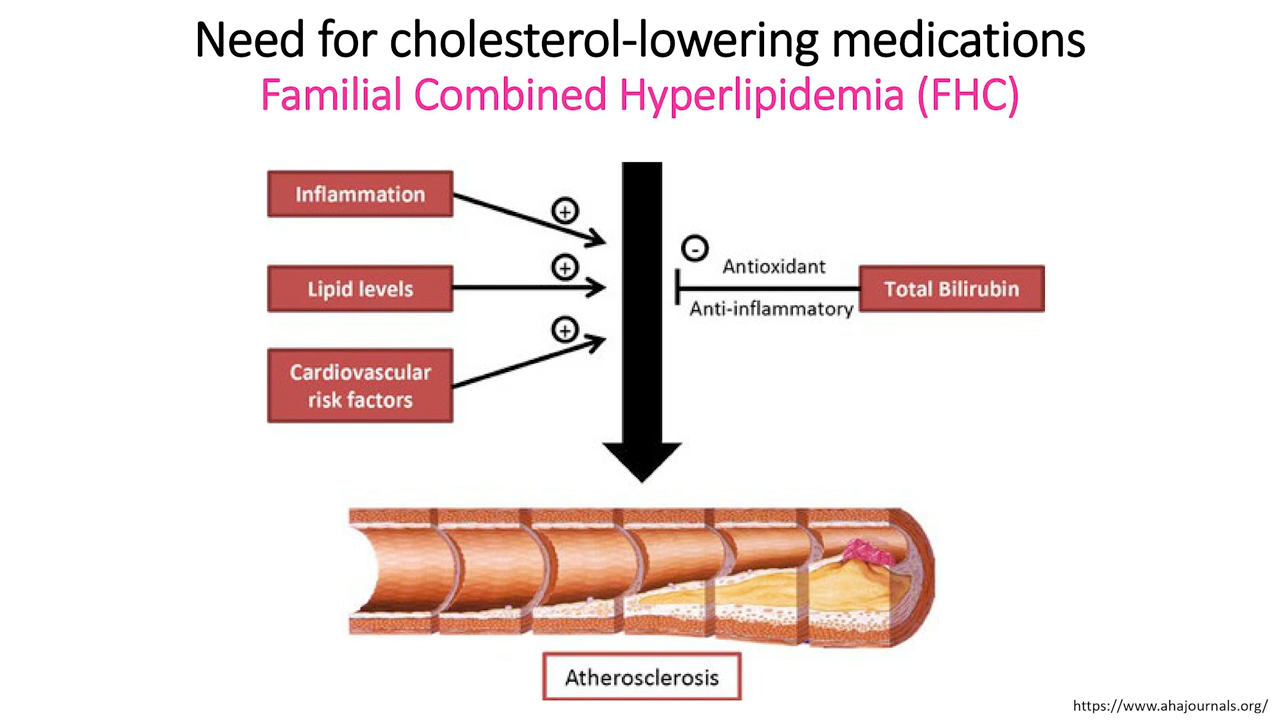 Need for cholesterol-lowering medications
Familial Combined Hyperlipidemia (FHC)
Inflammation
+
Lipid levels
+
Cardiovascular
risk factors
+
-
Antioxidant
Anti-inflammatory
Total Bilirubin
Atherosclerosis
https://www.ahajournals.org/